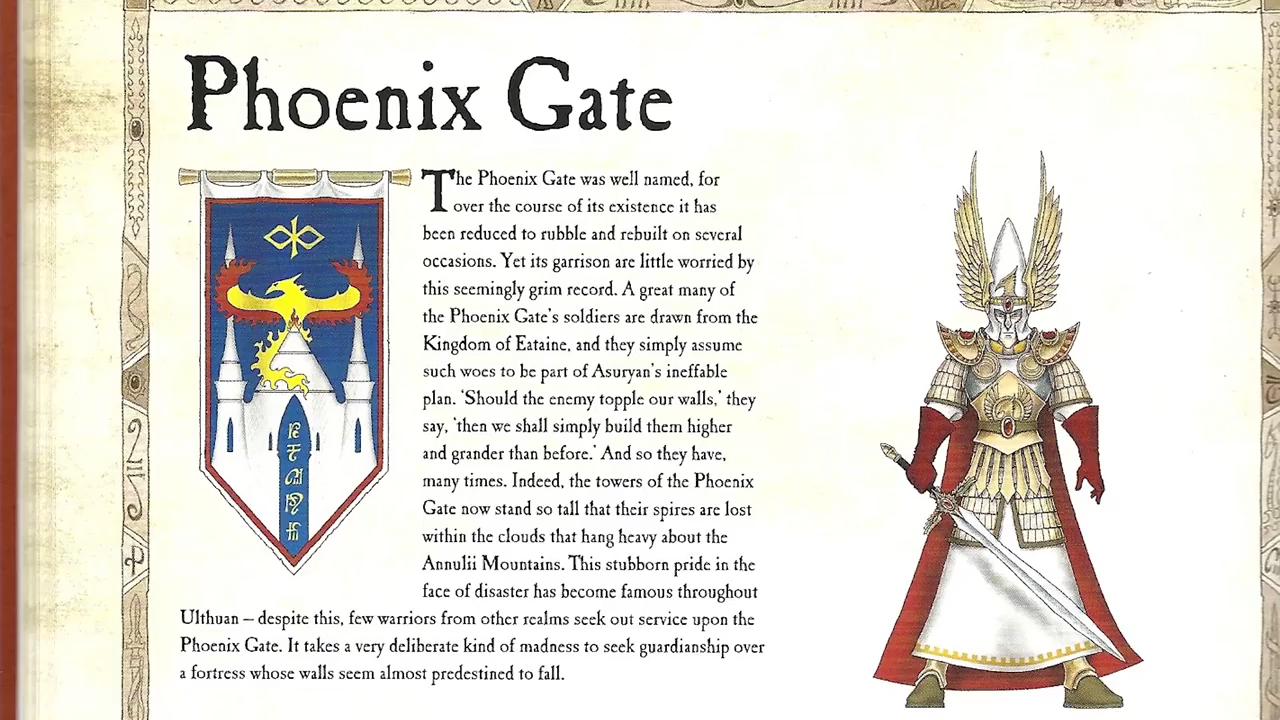 Phoenix Gate
The Phoenix Gate was well named, for
over the course of its existence it has
been reduced to rubble and rebuilt on several
occasions. Yet its garrison are little worried by
this seemingly grim record. A great many of
the Phoenix Gate's soldiers are drawn from the
Kingdom of Eataine, and they simply assume
such woes to be part of Asuryan's ineffable
plan. 'Should the enemy topple our walls,' they
say, 'then we shall simply build them higher
and grander than before.' And so they have,
many times. Indeed, the towers of the Phoenix
Gate now stand so tall that their spires are lost
within the clouds that hang heavy about the
Annulii Mountains. This stubborn pride in the
face of disaster has become famous throughout
Ulthuan – despite this, few warriors from other realms seek out service upon the
Phoenix Gate. It takes a very deliberate kind of madness to seek guardianship over
a fortress whose walls seem almost predestined to fall.